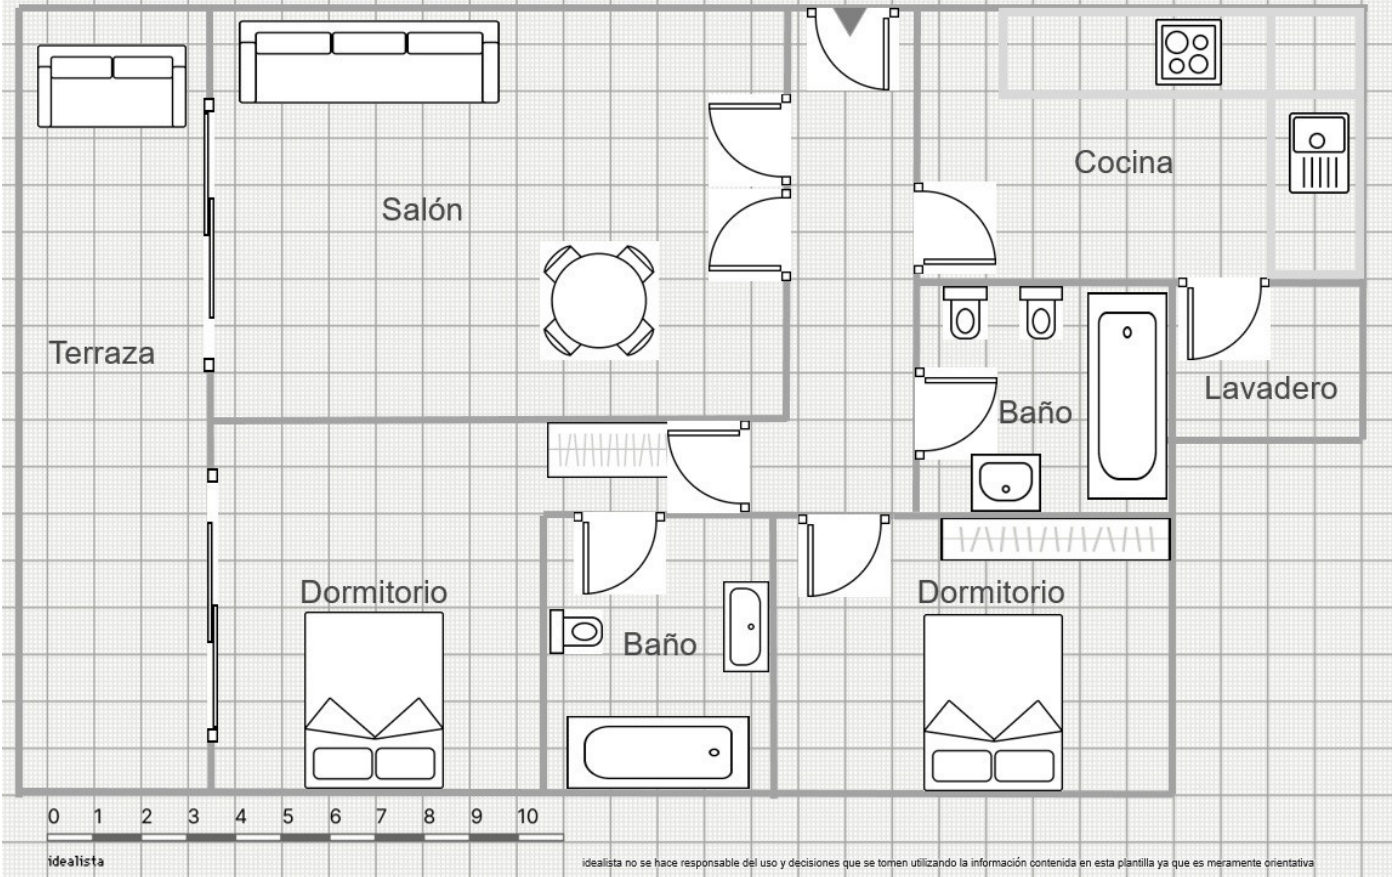 Cocina
Salón
Terraza
Lavadero
Baño
Dormitorio
Dormitorio
Baño
0 1 2 3 4 5 6 7 8 9 10
idealista
idealista no se hace responsable del uso y decisiones que se tomen utilizando la información contenida en esta plantilla ya que es meramente orientativa